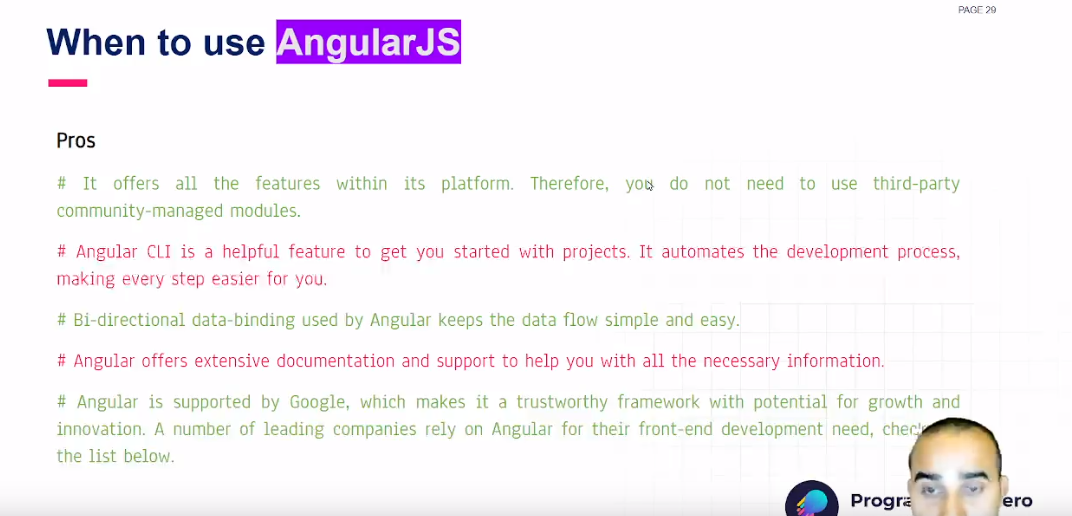 PAGE 29
When to use AngularJS
Pros
# It offers all the features within its platform. Therefore, you do not need to use third-party
community-managed modules.
# Angular CLI is a helpful feature to get you started with projects. It automates the development process,
making every step easier for you.
# Bi-directional data-binding used by Angular keeps the data flow simple and easy.
# Angular offers extensive documentation and support to help you with all the necessary information.
# Angular is supported by Google, which makes it a trustworthy framework with potential for growth and
innovation. A number of leading companies rely on Angular for their front-end development need,
the list below.